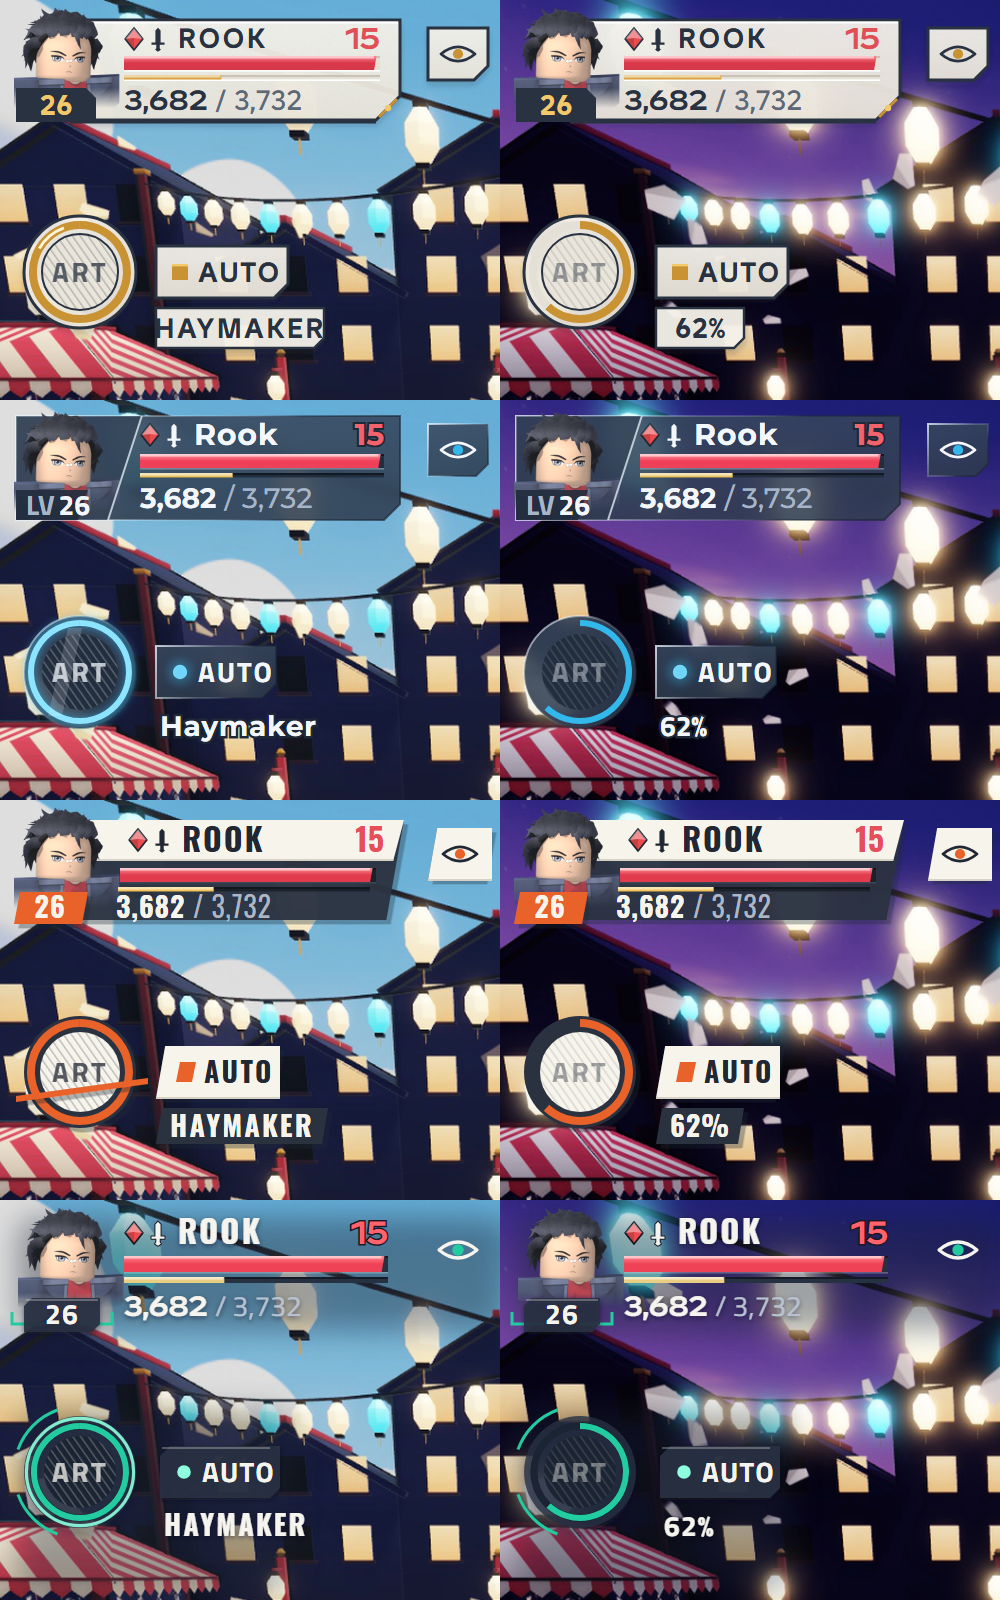 ROOK 15
26 3,682 / 3,732
ART AUTO
HAYMAKER
ROOK 15
26 3,682 / 3,732
ART AUTO
62%
Rook 15
LV 26 3,682 / 3,732
ART AUTO
Haymaker
Rook 15
LV 26 3,682 / 3,732
ART AUTO
62%
ROOK 15
26 3,682 / 3,732
ART AUTO
HAYMAKER
ROOK 15
26 3,682 / 3,732
ART AUTO
62%
ROOK 15
26 3,682 / 3,732
ART AUTO
HAYMAKER
ROOK 15
26 3,682 / 3,732
ART AUTO
62%